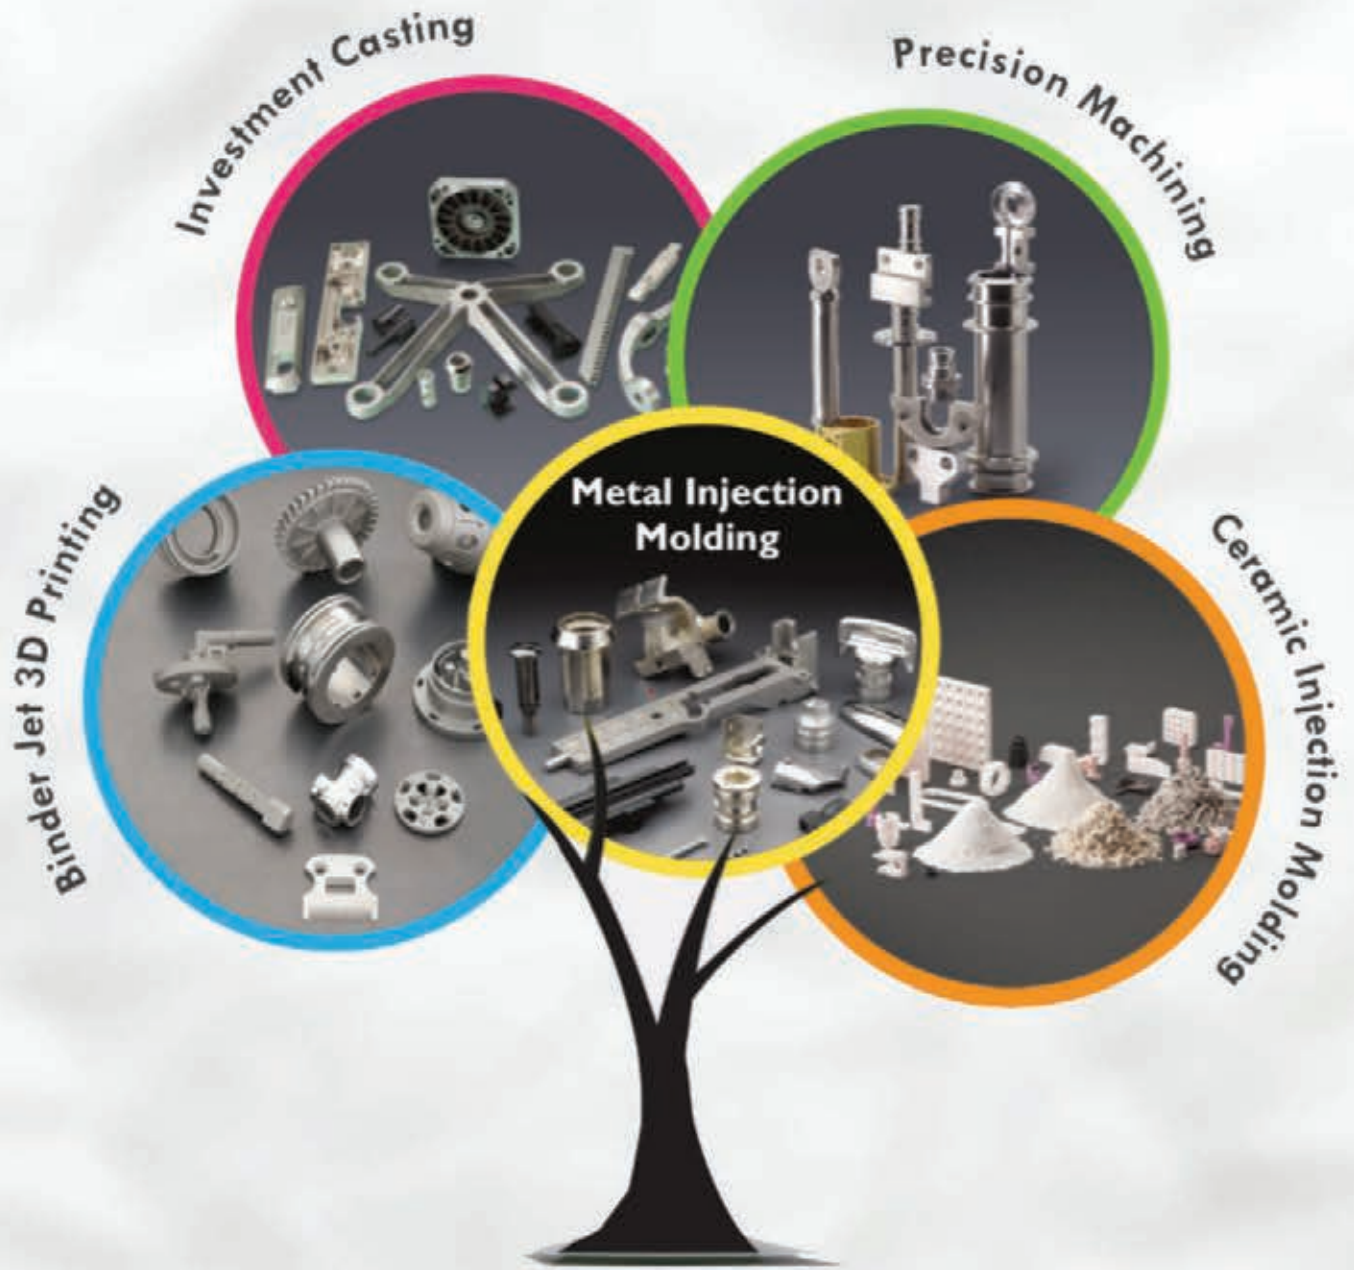 Investment Casting
Precision Machining
Binder Jet 3D Printing
Metal Injection
Molding
Ceramic Injection Molding